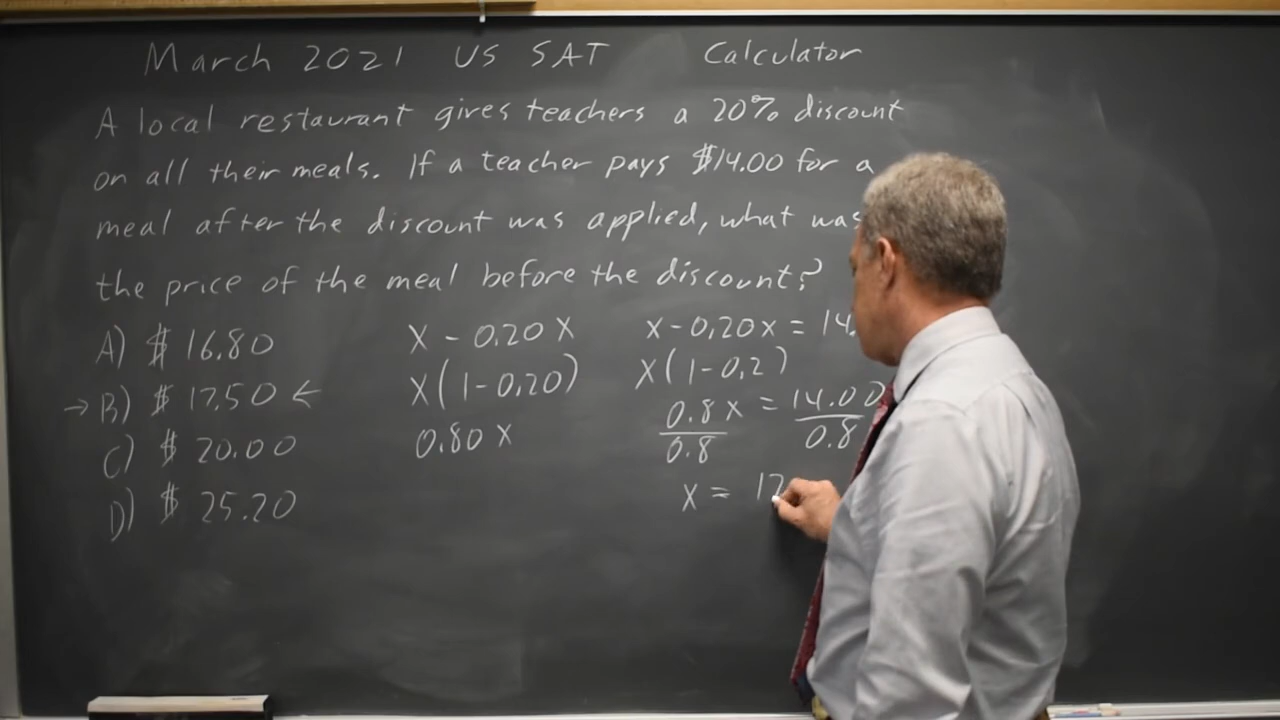 March 2021 US SAT Calculator
A local restaurant gives teachers a 20% discount
on all their meals. If a teacher pays $14.00 for a
meal after the discount was applied, what was
the price of the meal before the discount?
A) $ 16.80
→ B) $ 17.50 ←
C) $ 20.00
D) $ 25.20
x - 0.20x
x(1-0.20)
0.80x
x-0.20x = 14.
x(1-0.2)
0.8x = 14.00
0.8 0.8
x = 17